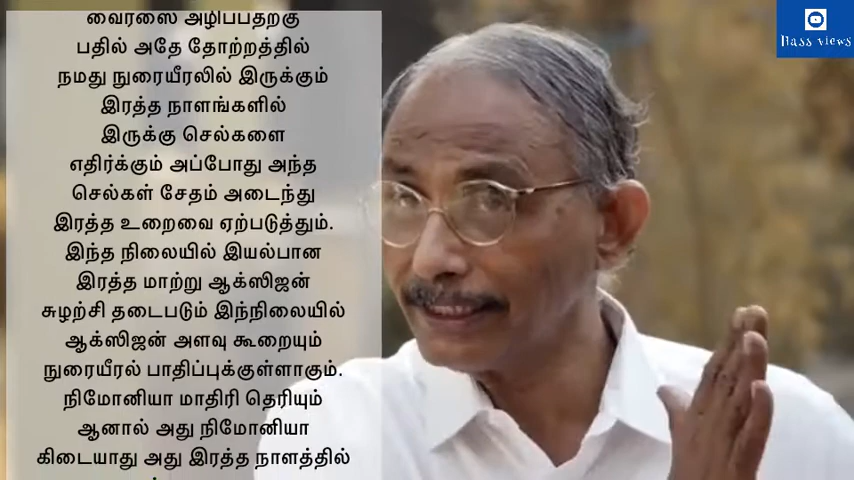 வைரஸை அழிப்பதற்கு
பதில் அதே தோற்றத்தில்
நமது நுரையீரலில் இருக்கும்
இரத்த நாளங்களில்
இருக்கு செல்களை
எதிர்க்கும் அப்போது அந்த
செல்கள் சேதம் அடைந்து
இரத்த உறைவை ஏற்படுத்தும்.
இந்த நிலையில் இயல்பான
இரத்த மாற்று ஆக்ஸிஜன்
சுழற்சி தடைபடும் இந்நிலையில்
ஆக்ஸிஜன் அளவு கூறையும்
நுரையீரல் பாதிப்புக்குள்ளாகும்.
நிமோனியா மாதிரி தெரியும்
ஆனால் அது நிமோனியா
கிடையாது அது இரத்த நாளத்தில்
Hass views